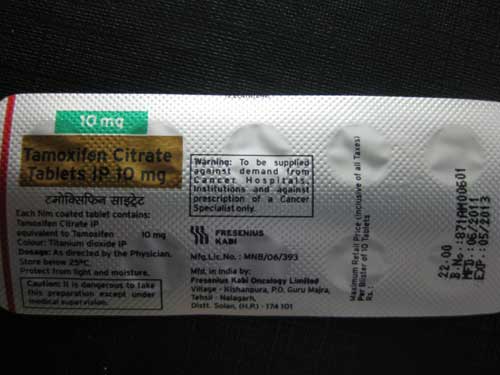 10 mg
Tamoxifen Citrate
Tablets IP 10 mg
टमोक्सिफिन साइट्रेट
Each film coated tablet contains:
Tamoxifen Citrate IP
equivalent to Tamoxifen 10 mg
Colour: Titanium dioxide IP
Dosage: As directed by the Physician.
Store below 25°C.
Protect from light and moisture.
Caution: It is dangerous to take
this preparation except under
medical supervision.
Warning: To be supplied
against demand from
Cancer Hospitals,
Institutions and against
prescription of a Cancer
Specialist only.
FRESENIUS
KABI
Mfg.Lic.No. : MNB/06/393
Mfd. in India by:
Fresenius Kabi Oncology Limited
Village - Kishanpura, P.O. Guru Majra,
Tehsil - Nalagarh,
Distt. Solan, (H.P.) - 174 101
Maximum Retail Price (Inclusive of all Taxes)
Per Blister of 10 Tablets
Rs. :
22.00
B.No.:
MFD.: 06/2011
EXP.: 05/2013